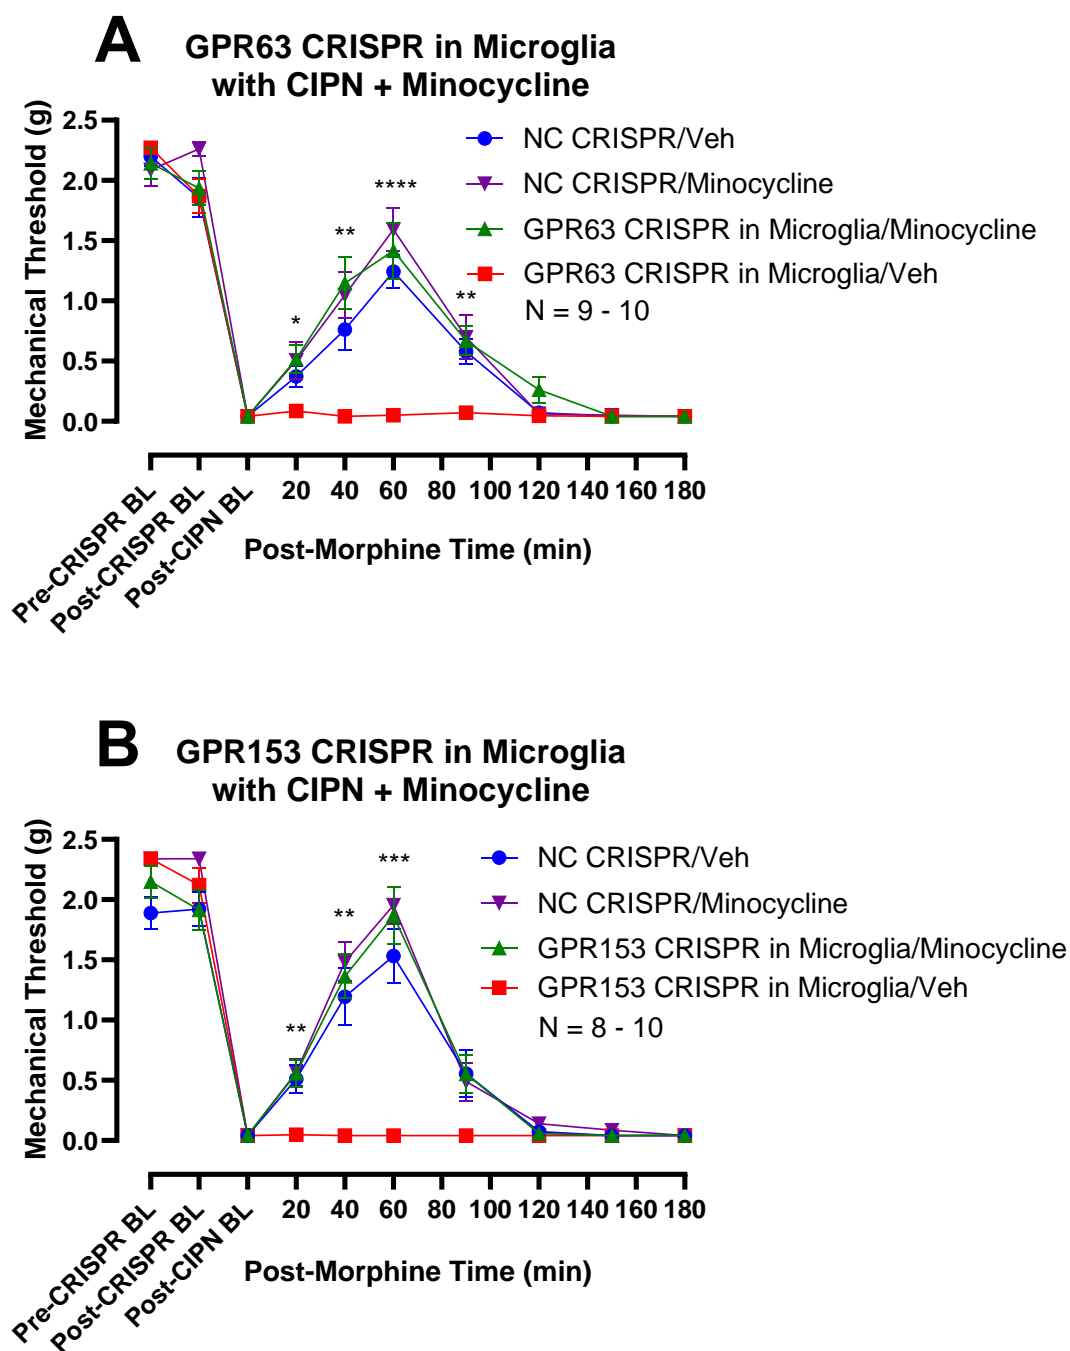 A
GPR63 CRISPR in Microglia
with CIPN + Minocycline
Mechanical Threshold (g)
2.5
2.0
1.5
1.0
0.5
0.0
NC CRISPR/Veh
NC CRISPR/Minocycline
GPR63 CRISPR in Microglia/Minocycline
GPR63 CRISPR in Microglia/Veh
N = 9 - 10
*
**
****
**
Pre-CRISPR BL
Post-CRISPR BL
Post-CIPN BL
20 40 60 80 100 120 140 160 180
Post-Morphine Time (min)
B
GPR153 CRISPR in Microglia
with CIPN + Minocycline
Mechanical Threshold (g)
2.5
2.0
1.5
1.0
0.5
0.0
NC CRISPR/Veh
NC CRISPR/Minocycline
GPR153 CRISPR in Microglia/Minocycline
GPR153 CRISPR in Microglia/Veh
N = 8 - 10
**
**
***
Pre-CRISPR BL
Post-CRISPR BL
Post-CIPN BL
20 40 60 80 100 120 140 160 180
Post-Morphine Time (min)